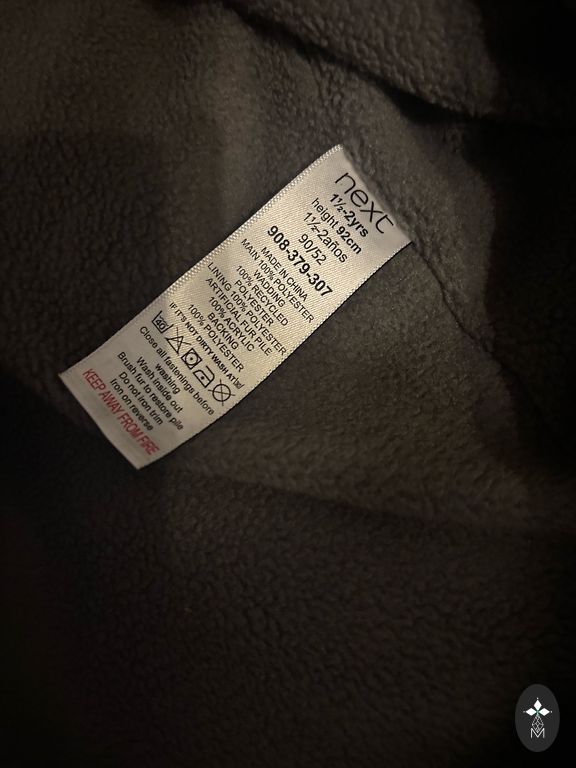 next
1½-2yrs
height 92cm
1½-2años
90/52
908-379-307
MADE IN CHINA
MAIN 100% POLYESTER
WADDING
100% RECYCLED
POLYESTER
LINING 100% POLYESTER
ARTIFICIAL FUR PILE
100% ACRYLIC
BACKING
100% POLYESTER
IF IT'S NOT DIRTY WASH AT
40
Close all fastenings before
washing
Wash inside out
Brush fur to restore pile
Do not iron trim
Iron on reverse
KEEP AWAY FROM FIRE
M